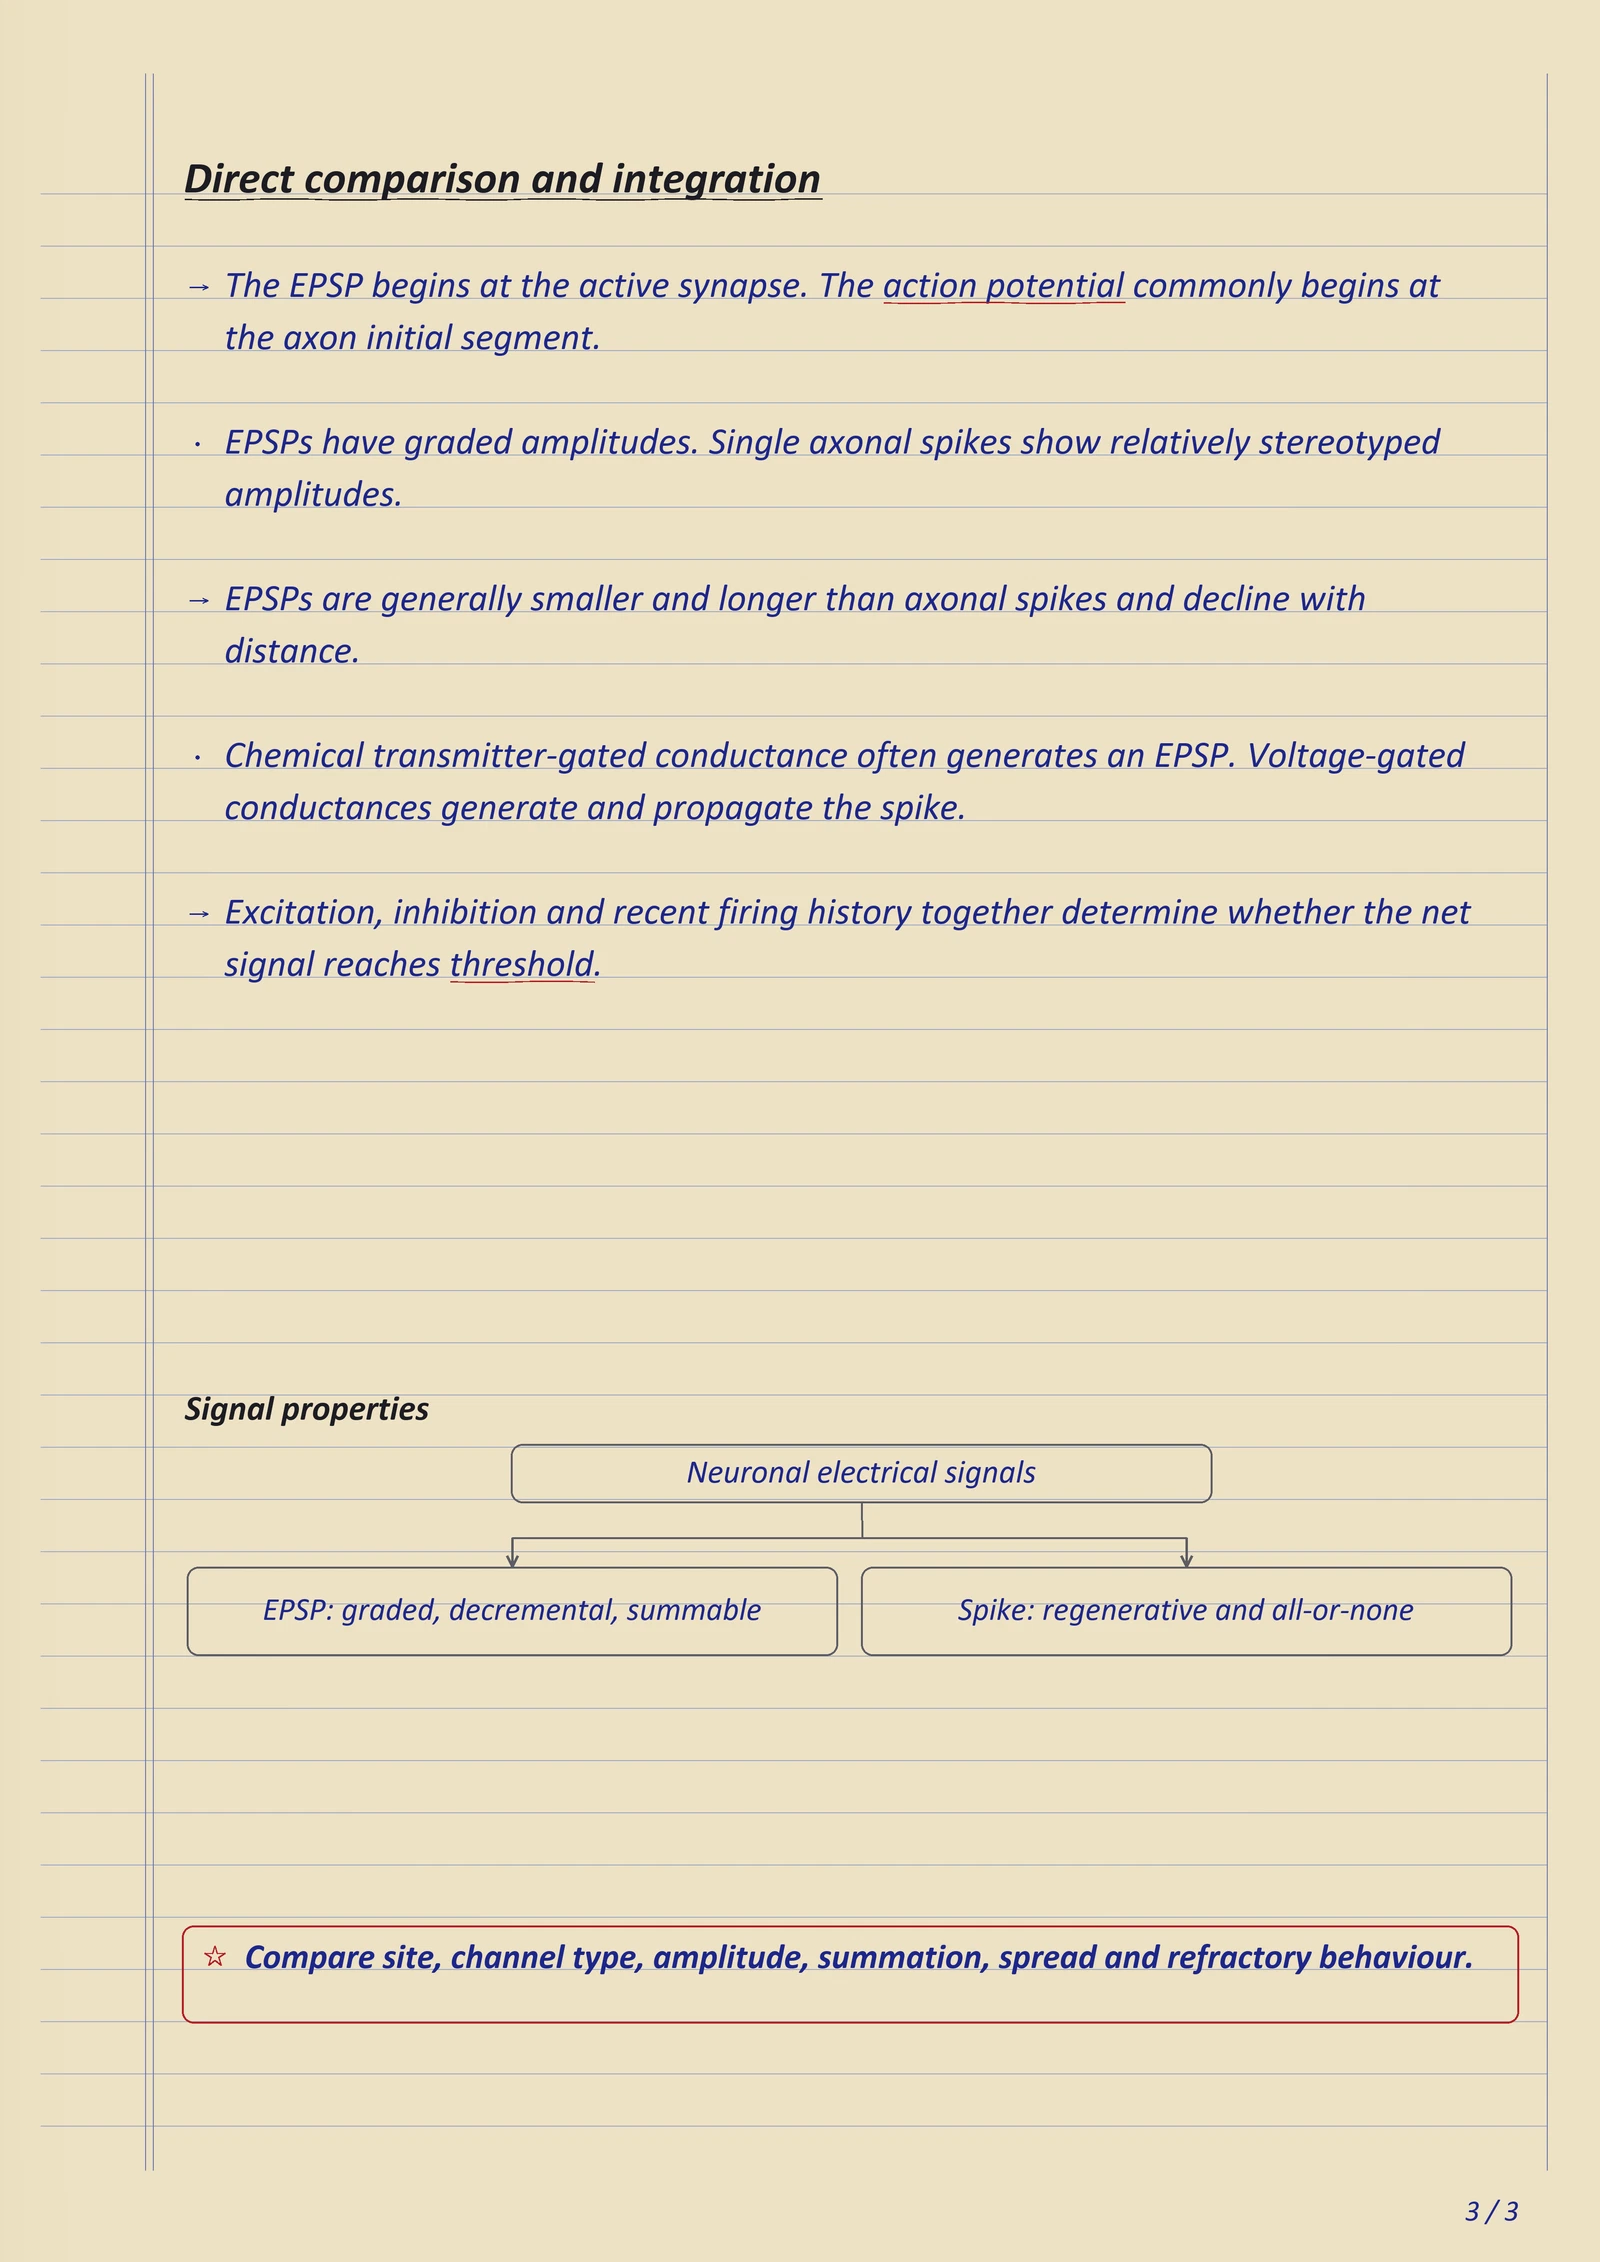 Direct comparison and integration
→ The EPSP begins at the active synapse. The action potential commonly begins at
the axon initial segment.
· EPSPs have graded amplitudes. Single axonal spikes show relatively stereotyped
amplitudes.
→ EPSPs are generally smaller and longer than axonal spikes and decline with
distance.
· Chemical transmitter-gated conductance often generates an EPSP. Voltage-gated
conductances generate and propagate the spike.
→ Excitation, inhibition and recent firing history together determine whether the net
signal reaches threshold.
Signal properties
Neuronal electrical signals
EPSP: graded, decremental, summable
Spike: regenerative and all-or-none
☆ Compare site, channel type, amplitude, summation, spread and refractory behaviour.
3 / 3